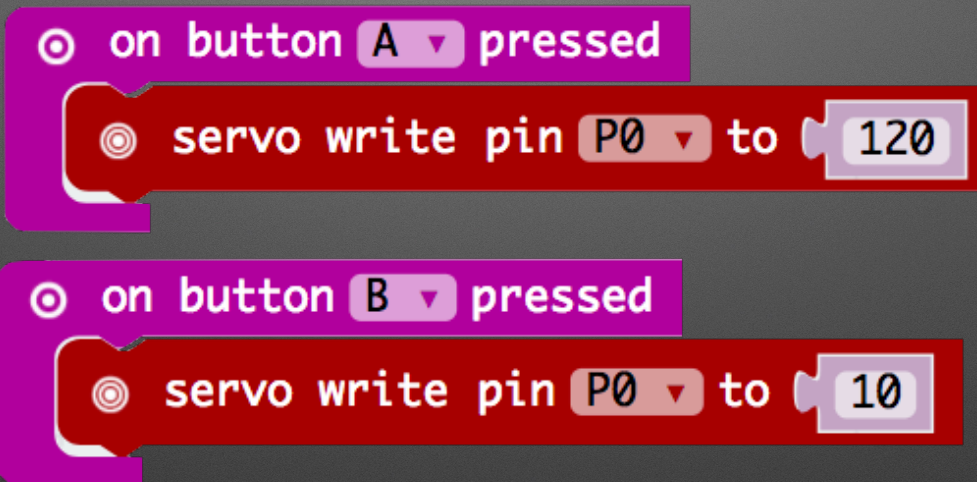 on button A pressed
servo write pin P0 to 120
on button B pressed
servo write pin P0 to 10